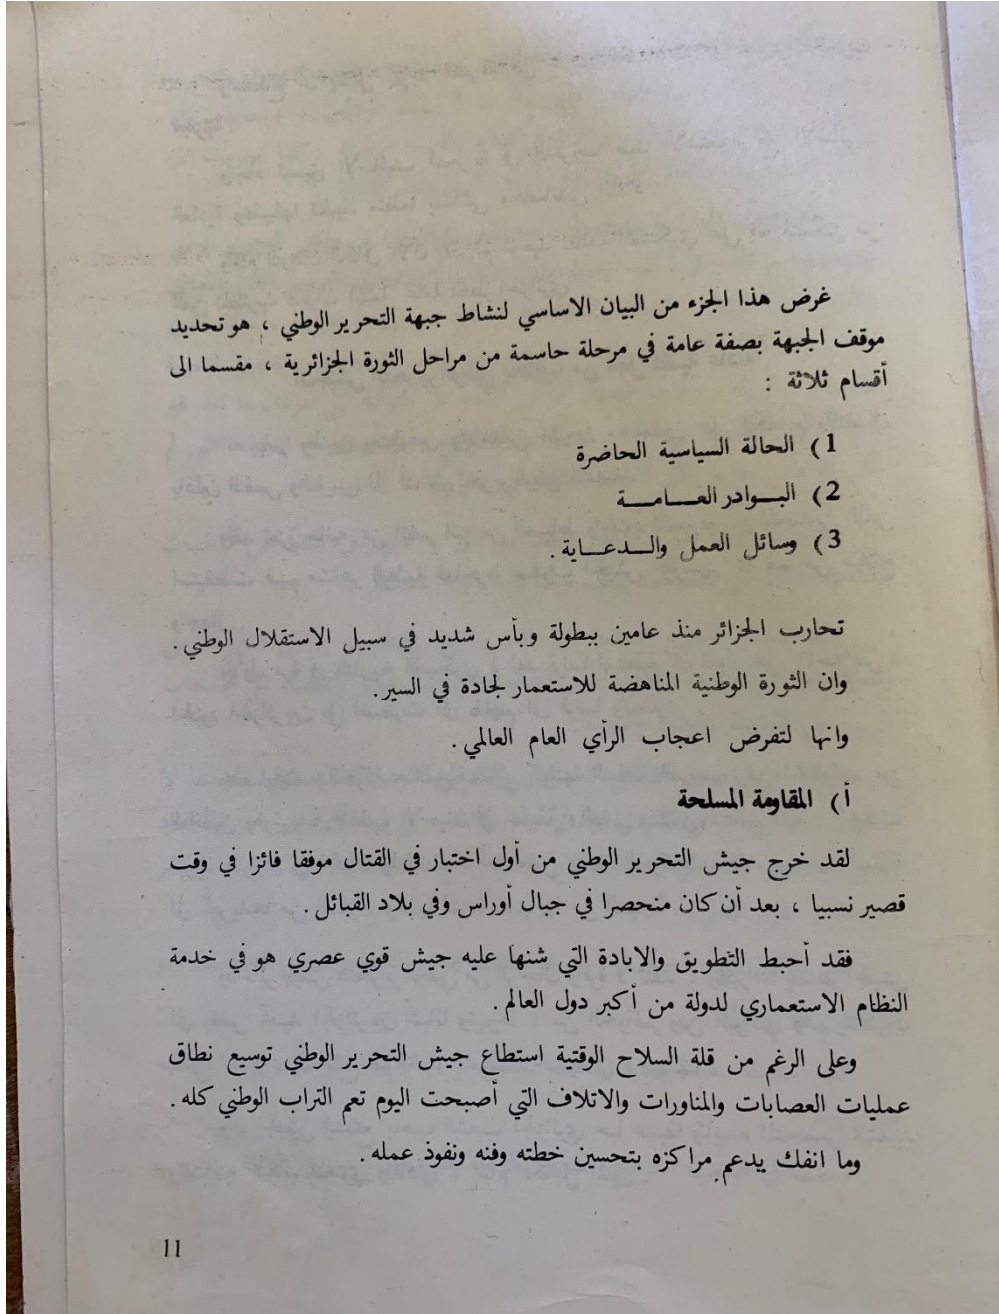 غرض هذا الجزء من البيان الاساسي لنشاط جبهة التحرير الوطني ، هو تحديد
موقف الجبهة بصفة عامة في مرحلة حاسمة من مراحل الثورة الجزائرية ، مقسما الى
أقسام ثلاثة :
1) الحالة السياسية الحاضرة
2) البـوادر العـــامـــة
3) وسائل العمل والـدعـــاية .
تحارب الجزائر منذ عامين ببطولة وبأس شديد في سبيل الاستقلال الوطني .
وان الثورة الوطنية المناهضة للاستعمار لجادة في السير .
وانها لتفرض اعجاب الرأي العام العالمي .
أ) المقاومة المسلحة
لقد خرج جيش التحرير الوطني من أول اختبار في القتال موفقا فائزا في وقت
قصير نسبيا ، بعد أن كان منحصرا في جبال أوراس وفي بلاد القبائل .
فقد أحبط التطويق والابادة التي شنها عليه جيش قوي عصري هو في خدمة
النظام الاستعماري لدولة من أكبر دول العالم .
وعلى الرغم من قلة السلاح الوقتية استطاع جيش التحرير الوطني توسيع نطاق
عمليات العصابات والمناورات والاتلاف التي أصبحت اليوم تعم التراب الوطني كله .
وما انفك يدعم مراكزه بتحسين خطته وفنه ونفوذ عمله .
11